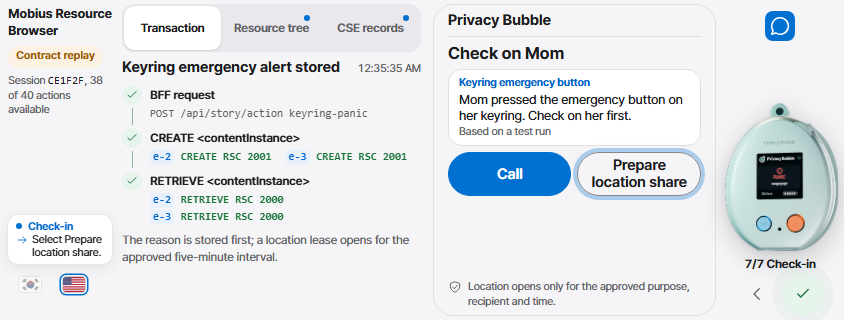 Mobius Resource
Browser
Contract replay
Session CE1F2F, 38
of 40 actions
available
Check-in
→ Select Prepare
location share.
Transaction
Resource tree
CSE records
Keyring emergency alert stored
12:35:35 AM
BFF request
POST /api/story/action keyring-panic
CREATE <contentInstance>
e-2 CREATE RSC 2001 e-3 CREATE RSC 2001
RETRIEVE <contentInstance>
e-2 RETRIEVE RSC 2000
e-3 RETRIEVE RSC 2000
The reason is stored first; a location lease opens for the
approved five-minute interval.
Privacy Bubble
Check on Mom
Keyring emergency button
Mom pressed the emergency button on
her keyring. Check on her first.
Based on a test run
Call
Prepare
location share
Location opens only for the approved purpose,
recipient and time.
Privacy Bubble
Privacy Bubble
Battery
7/7 Check-in